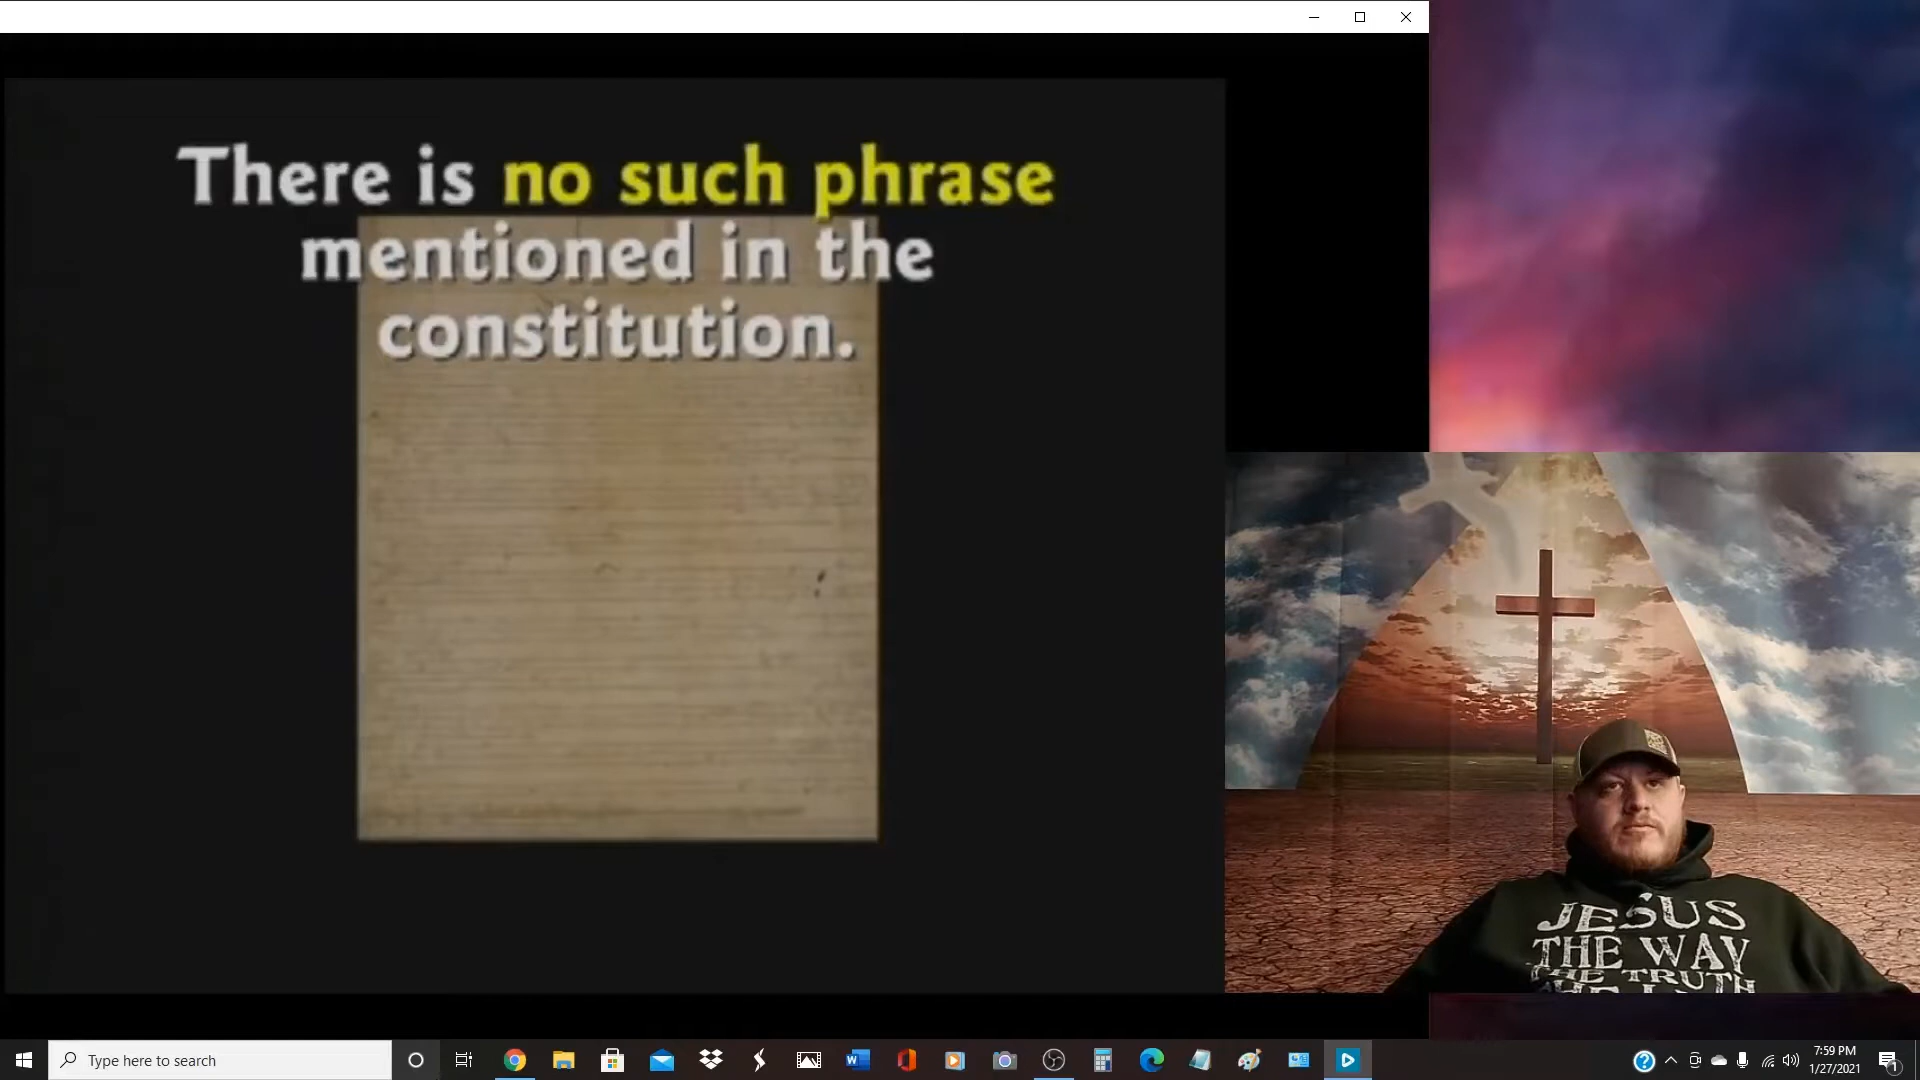 There is no such phrase
mentioned in the
constitution.
JESUS
THE WAY
THE TRUTH
Type here to search
7:59 PM
1/27/2021
1